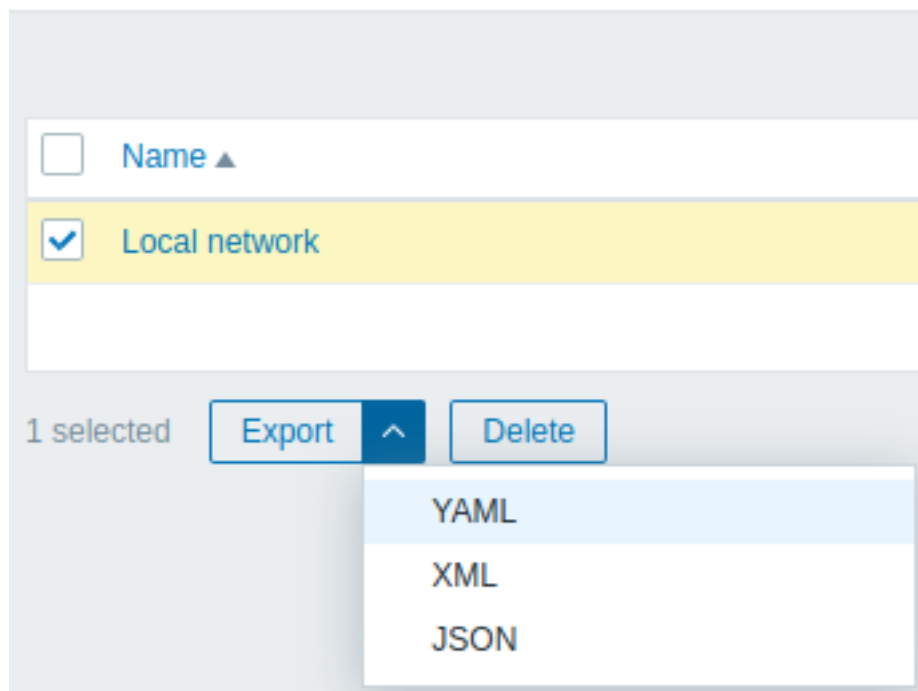 Name
Local network
1 selected Export Delete
YAML
XML
JSON